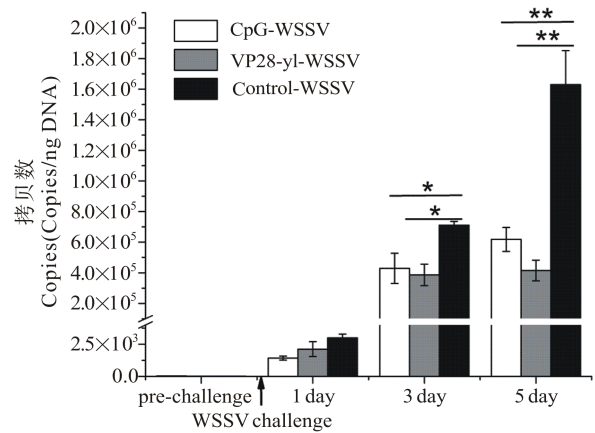 拷贝数
Copies(Copies/ng DNA)
2.0×10⁶
1.8×10⁶
1.6×10⁶
1.4×10⁶
1.2×10⁶
1.0×10⁶
8.0×10⁵
6.0×10⁵
4.0×10⁵
2.0×10⁵
2.5×10³
0.0
CpG-WSSV
VP28-yl-WSSV
Control-WSSV
*
*
**
**
pre-challenge 1 day 3 day 5 day
WSSV challenge